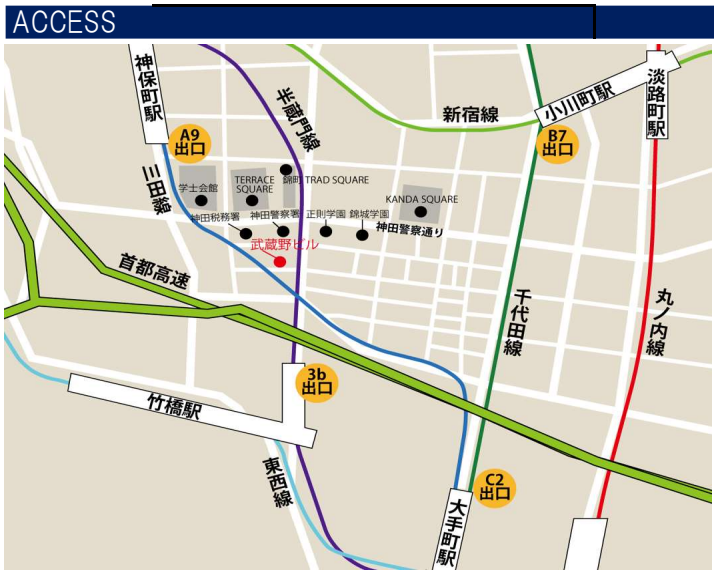 ACCESS
神保町駅
A9
出口
三田線
半蔵門線
新宿線
小川町駅
淡路町駅
B7
出口
学士会館
TERRACE
SQUARE
錦町 TRAD SQUARE
KANDA SQUARE
神田税務署
神田警察署
正則学園
錦城学園
神田警察通り
武蔵野ビル
首都高速
千代田線
丸ノ内線
3b
出口
竹橋駅
東西線
C2
出口
大手町駅